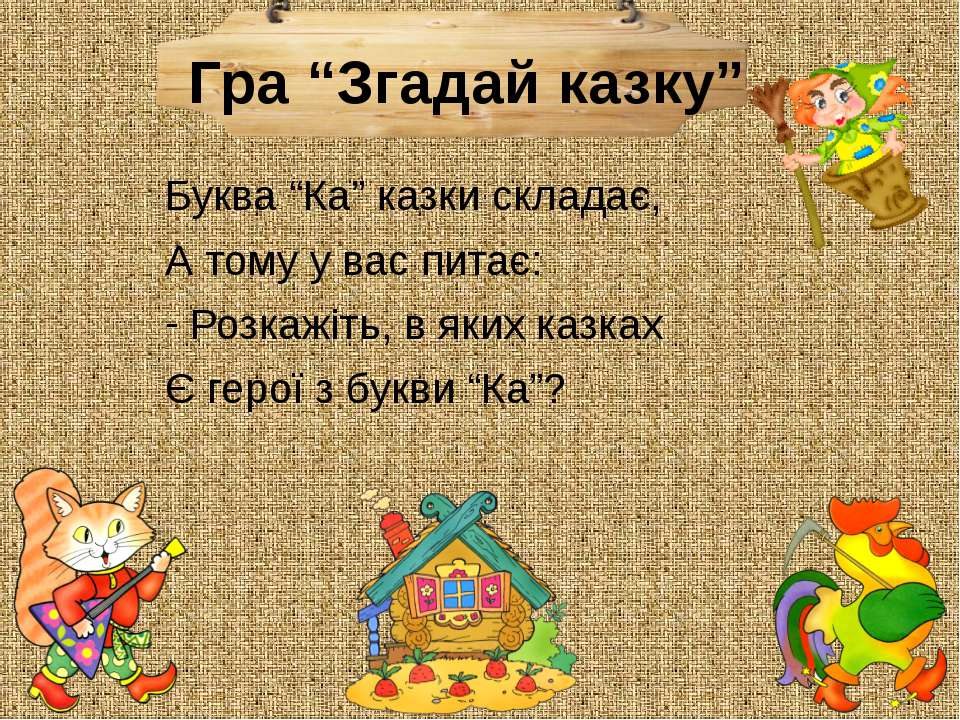 Гра “Згадай казку”
Буква “Ка” казки складає,
А тому у вас питає:
- Розкажіть, в яких казках
Є герої з букви “Ка”?